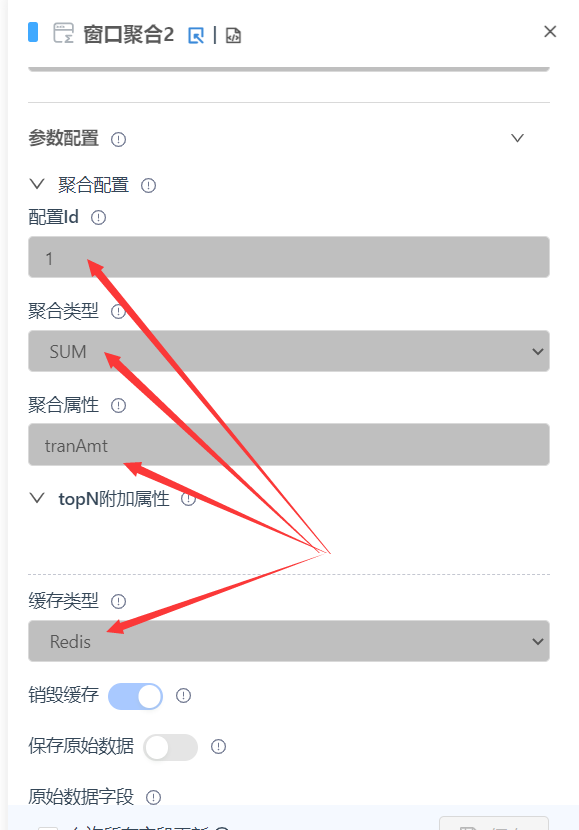 窗口聚合2
参数配置
聚合配置
配置Id
1
聚合类型
SUM
聚合属性
tranAmt
topN附加属性
缓存类型
Redis
销毁缓存
保存原始数据
原始数据字段